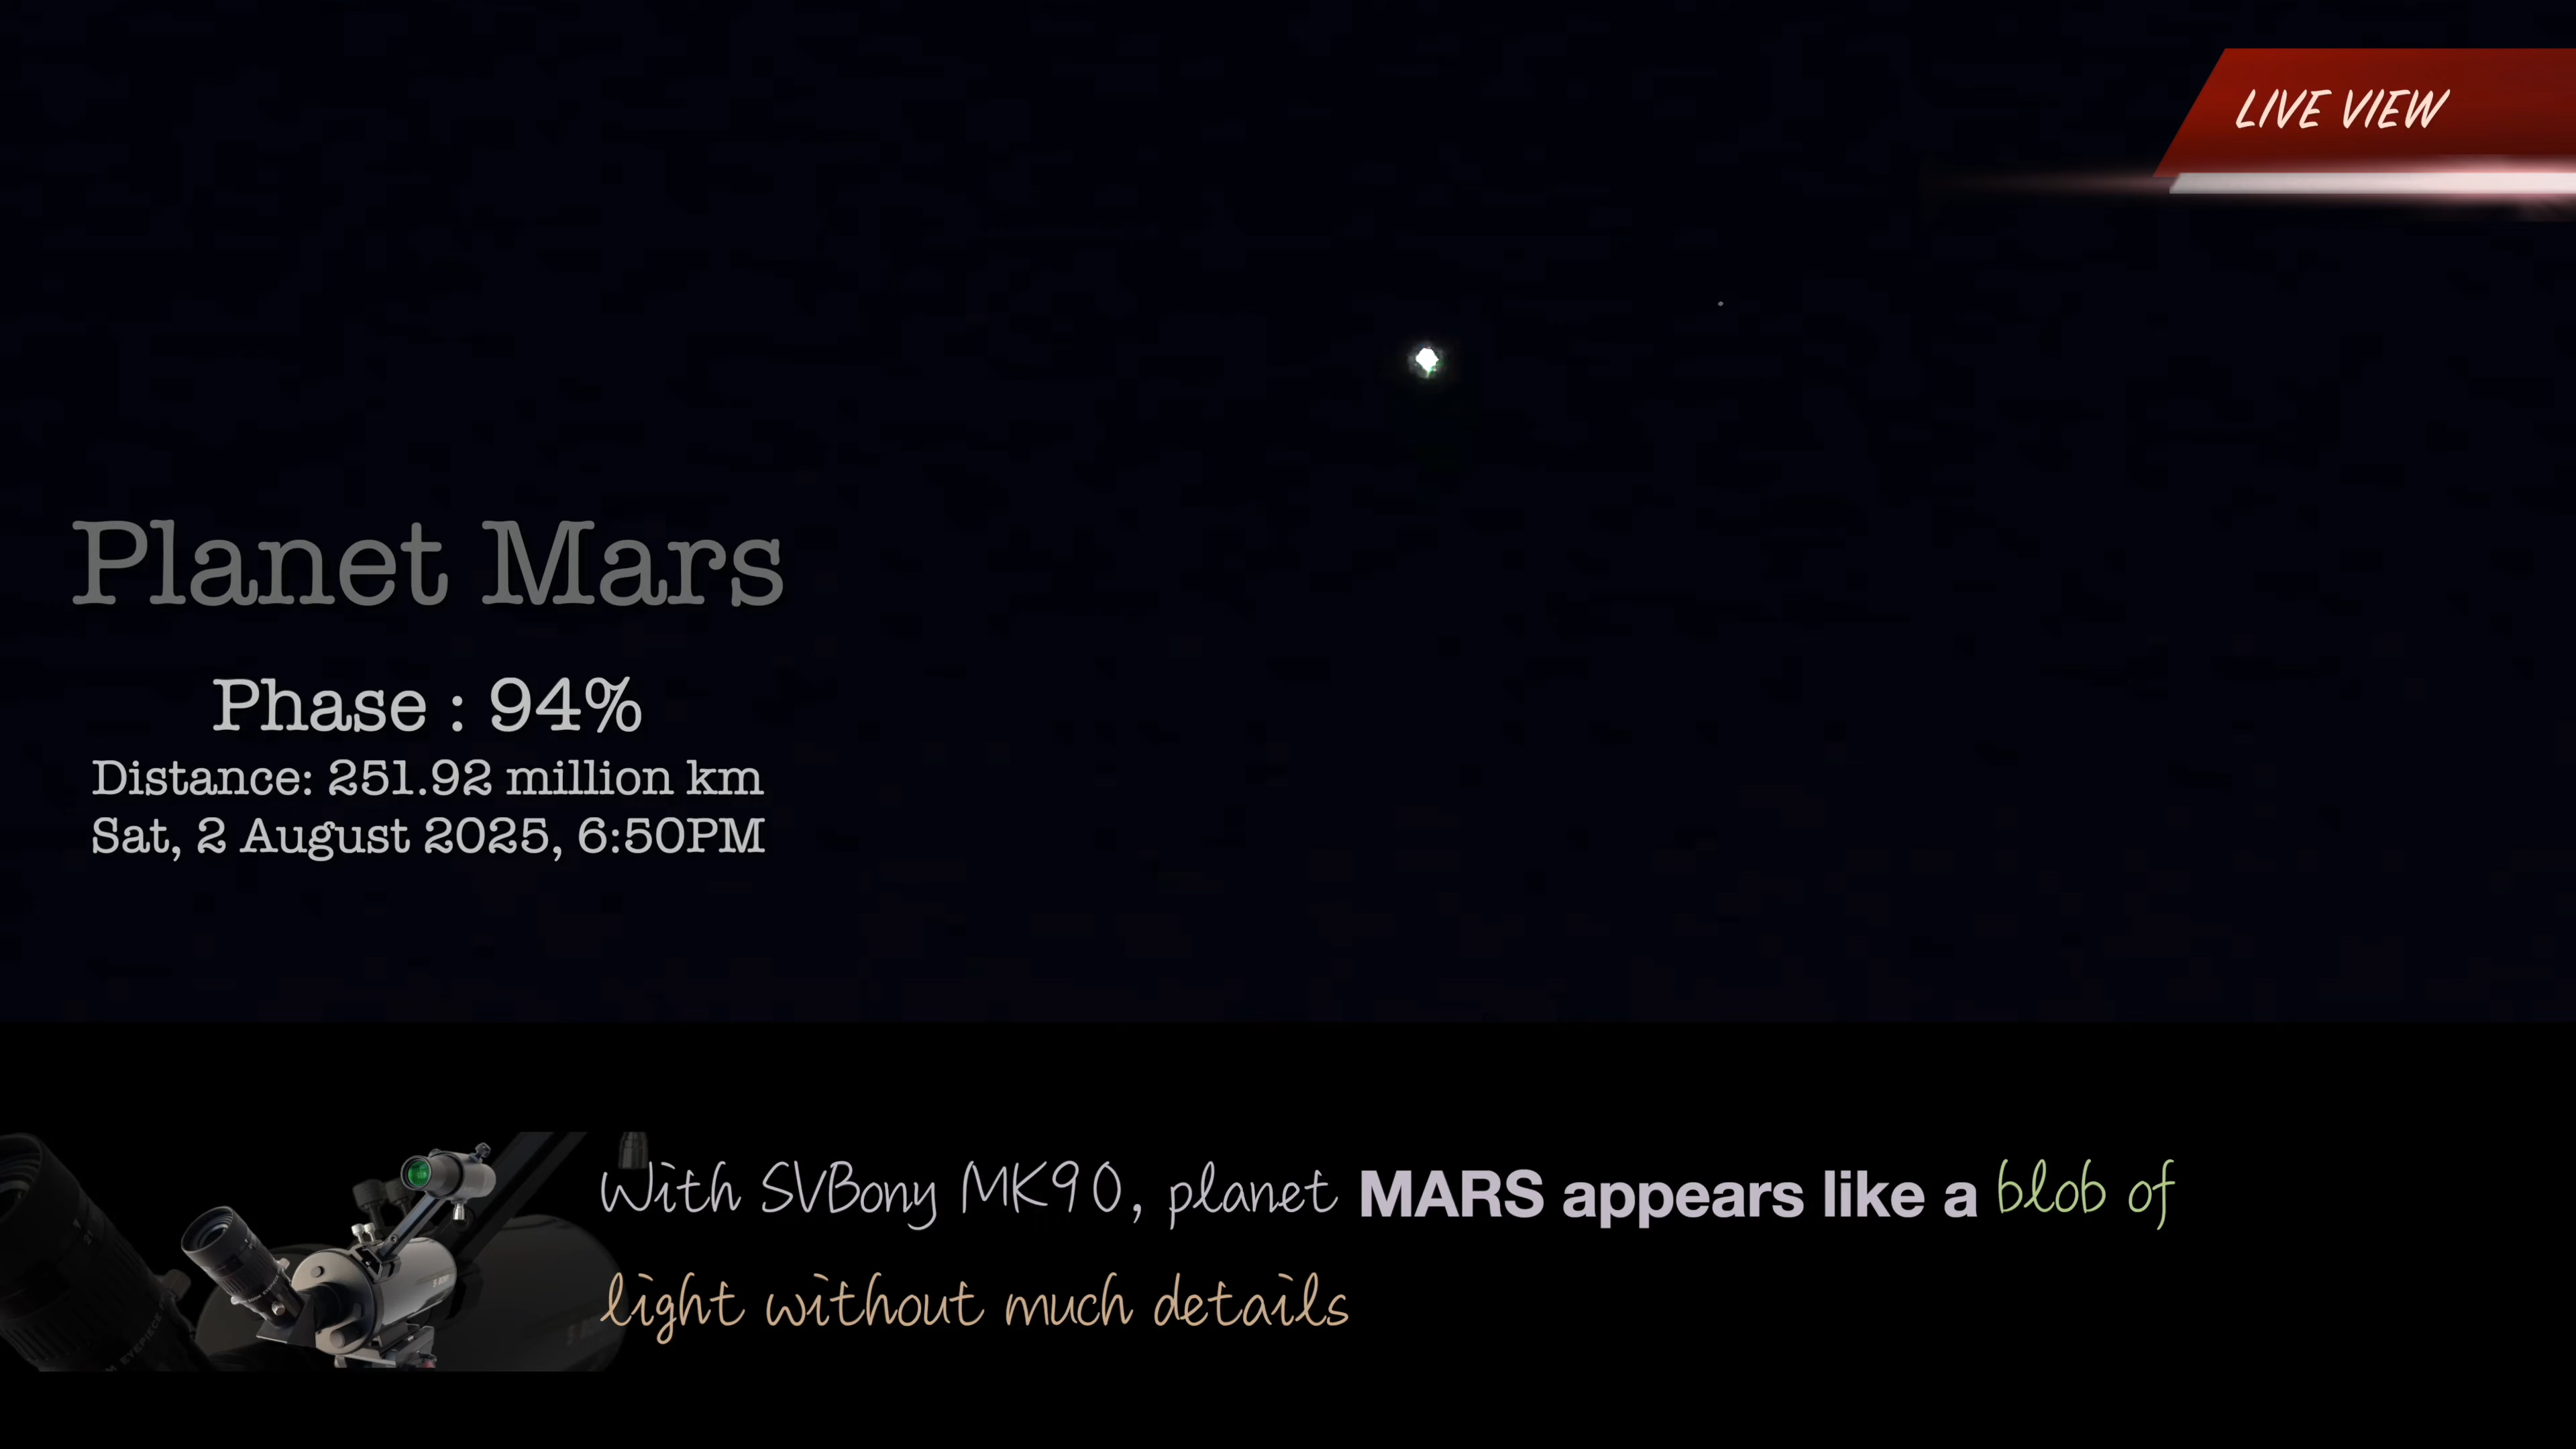 LIVE VIEW
Planet Mars
Phase : 94%
Distance: 251.92 million km
Sat, 2 August 2025, 6:50PM
With SVBony MK90, planet MARS appears like a blob of
light without much details